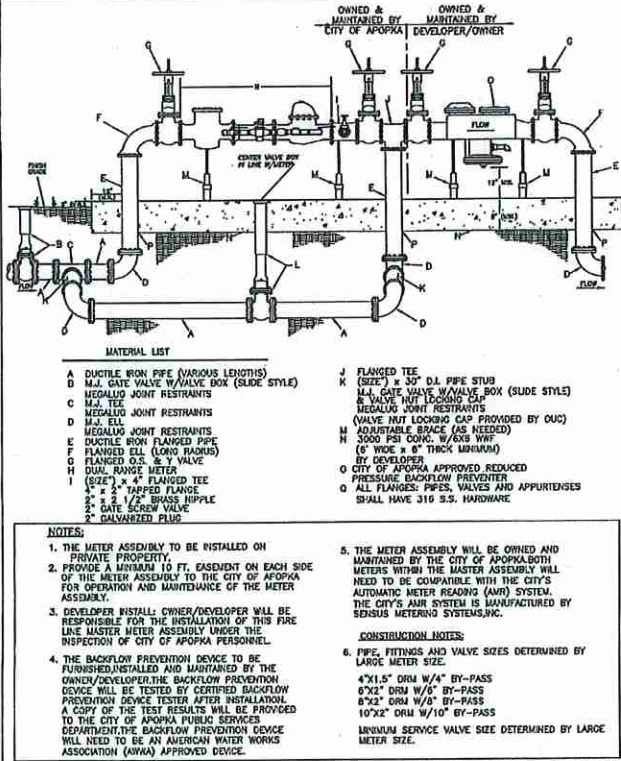 OWNED & MAINTAINED BY CITY OF APOPKA
OWNED & MAINTAINED BY DEVELOPER/OWNER
G
G
G
G
H
J
O
F
F
FLOW
CENTER VALVE BOX IN LINE W/METER
FINISH GRADE
E
M
M
M
M
E
E
12" MIN.
B
C
A
P
N
P
N
P
D
L
D
K
D
FLOW
A
K
D
A
A
D
FLOW
MATERIAL LIST
A DUCTILE IRON PIPE (VARIOUS LENGTHS)
B M.J. GATE VALVE W/VALVE BOX (SLIDE STYLE)
MEGALUG JOINT RESTRAINTS
C M.J. TEE
MEGALUG JOINT RESTRAINTS
D M.J. ELL
MEGALUG JOINT RESTRAINTS
E DUCTILE IRON FLANGED PIPE
F FLANGED ELL (LONG RADIUS)
G FLANGED O.S. & Y VALVE
H DUAL RANGE METER
I (SIZE") x 4" FLANGED TEE
4" x 2" TAPPED FLANGE
2" x 2 1/2" BRASS NIPPLE
2" GATE SCREW VALVE
2" GALVANIZED PLUG
J FLANGED TEE
K (SIZE") x 30" D.I. PIPE STUB
M.J. GATE VALVE W/VALVE BOX (SLIDE STYLE)
& VALVE NUT LOCKING CAP
MEGALUG JOINT RESTRAINTS
(VALVE NUT LOCKING CAP PROVIDED BY OUC)
M ADJUSTABLE BRACE (AS NEEDED)
N 3000 PSI CONC. W/6X6 WWF
(6' WIDE x 6" THICK MINIMUM)
BY DEVELOPER
O CITY OF APOPKA APPROVED REDUCED
PRESSURE BACKFLOW PREVENTER
Q ALL FLANGES: PIPES, VALVES AND APPURTENSES
SHALL HAVE 316 S.S. HARDWARE
NOTES:
1. THE METER ASSEMBLY TO BE INSTALLED ON
PRIVATE PROPERTY.
2. PROVIDE A MINIMUM 10 FT. EASEMENT ON EACH SIDE
OF THE METER ASSEMBLY TO THE CITY OF APOPKA
FOR OPERATION AND MAINTENANCE OF THE METER
ASSEMBLY.
3. DEVELOPER INSTALL: OWNER/DEVELOPER WILL BE
RESPONSIBLE FOR THE INSTALLATION OF THIS FIRE
LINE MASTER METER ASSEMBLY UNDER THE
INSPECTION OF CITY OF APOPKA PERSONNEL.
4. THE BACKFLOW PREVENTION DEVICE TO BE
FURNISHED,INSTALLED AND MAINTAINED BY THE
OWNER/DEVELOPER.THE BACKFLOW PREVENTION
DEVICE WILL BE TESTED BY CERTIFIED BACKFLOW
PREVENTION DEVICE TESTER AFTER INSTALLATION.
A COPY OF THE TEST RESULTS WILL BE PROVIDED
TO THE CITY OF APOPKA PUBLIC SERVICES
DEPARTMENT.THE BACKFLOW PREVENTION DEVICE
WILL NEED TO BE AN AMERICAN WATER WORKS
ASSOCIATION (AWWA) APPROVED DEVICE.
5. THE METER ASSEMBLY WILL BE OWNED AND
MAINTAINED BY THE CITY OF APOPKA.BOTH
METERS WITHIN THE MASTER ASSEMBLY WILL
NEED TO BE COMPATIBLE WITH THE CITY'S
AUTOMATIC METER READING (AMR) SYSTEM.
THE CITY'S AMR SYSTEM IS MANUFACTURED BY
SENSUS METERING SYSTEMS,INC.
CONSTRUCTION NOTES:
6. PIPE, FITTINGS AND VALVE SIZES DETERMINED BY
LARGE METER SIZE.
4"X1.5" DRM W/4" BY-PASS
6"X2" DRM W/6" BY-PASS
8"X2" DRM W/8" BY-PASS
10"X2" DRM W/10" BY-PASS
MINIMUM SERVICE VALVE SIZE DETERMINED BY LARGE
METER SIZE.